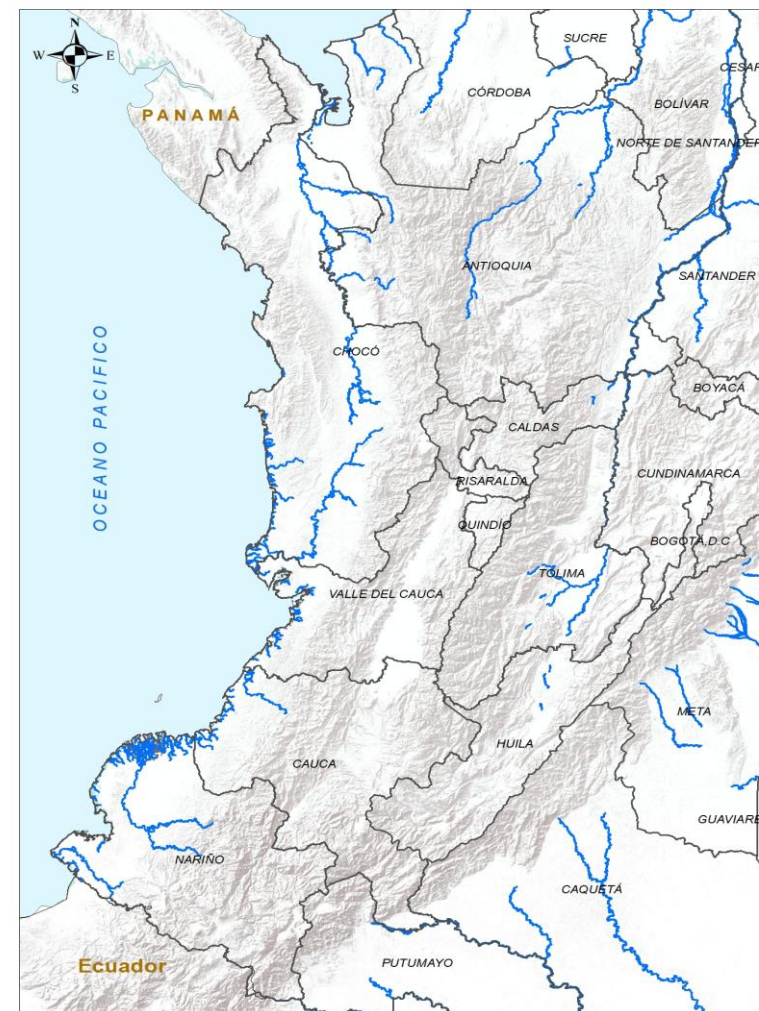 N
W E
S
PANAMÁ
SUCRE
CÓRDOBA
CESAR
BOLÍVAR
NORTE DE SANTANDER
ANTIOQUIA
SANTANDER
CHOCÓ
BOYACÁ
CALDAS
OCEANO PACIFICO
RISARALDA
CUNDINAMARCA
QUINDÍO
BOGOTÁ,D.C
TOLIMA
VALLE DEL CAUCA
META
HUILA
CAUCA
GUAVIARE
NARIÑO
CAQUETÁ
Ecuador
PUTUMAYO